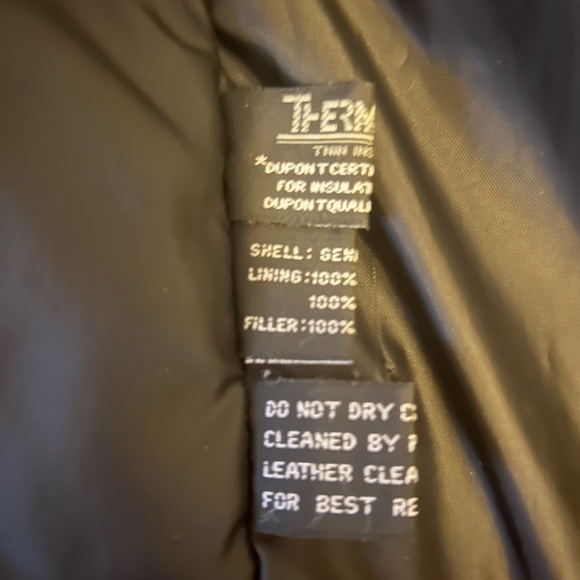 THERM
THIN INS
*DUPONT CERTI
FOR INSULAT
DUPONT QUALI
SHELL: GEN
LINING:100%
100%
FILLER:100%
DO NOT DRY C
CLEANED BY
LEATHER CLEA
FOR BEST RE